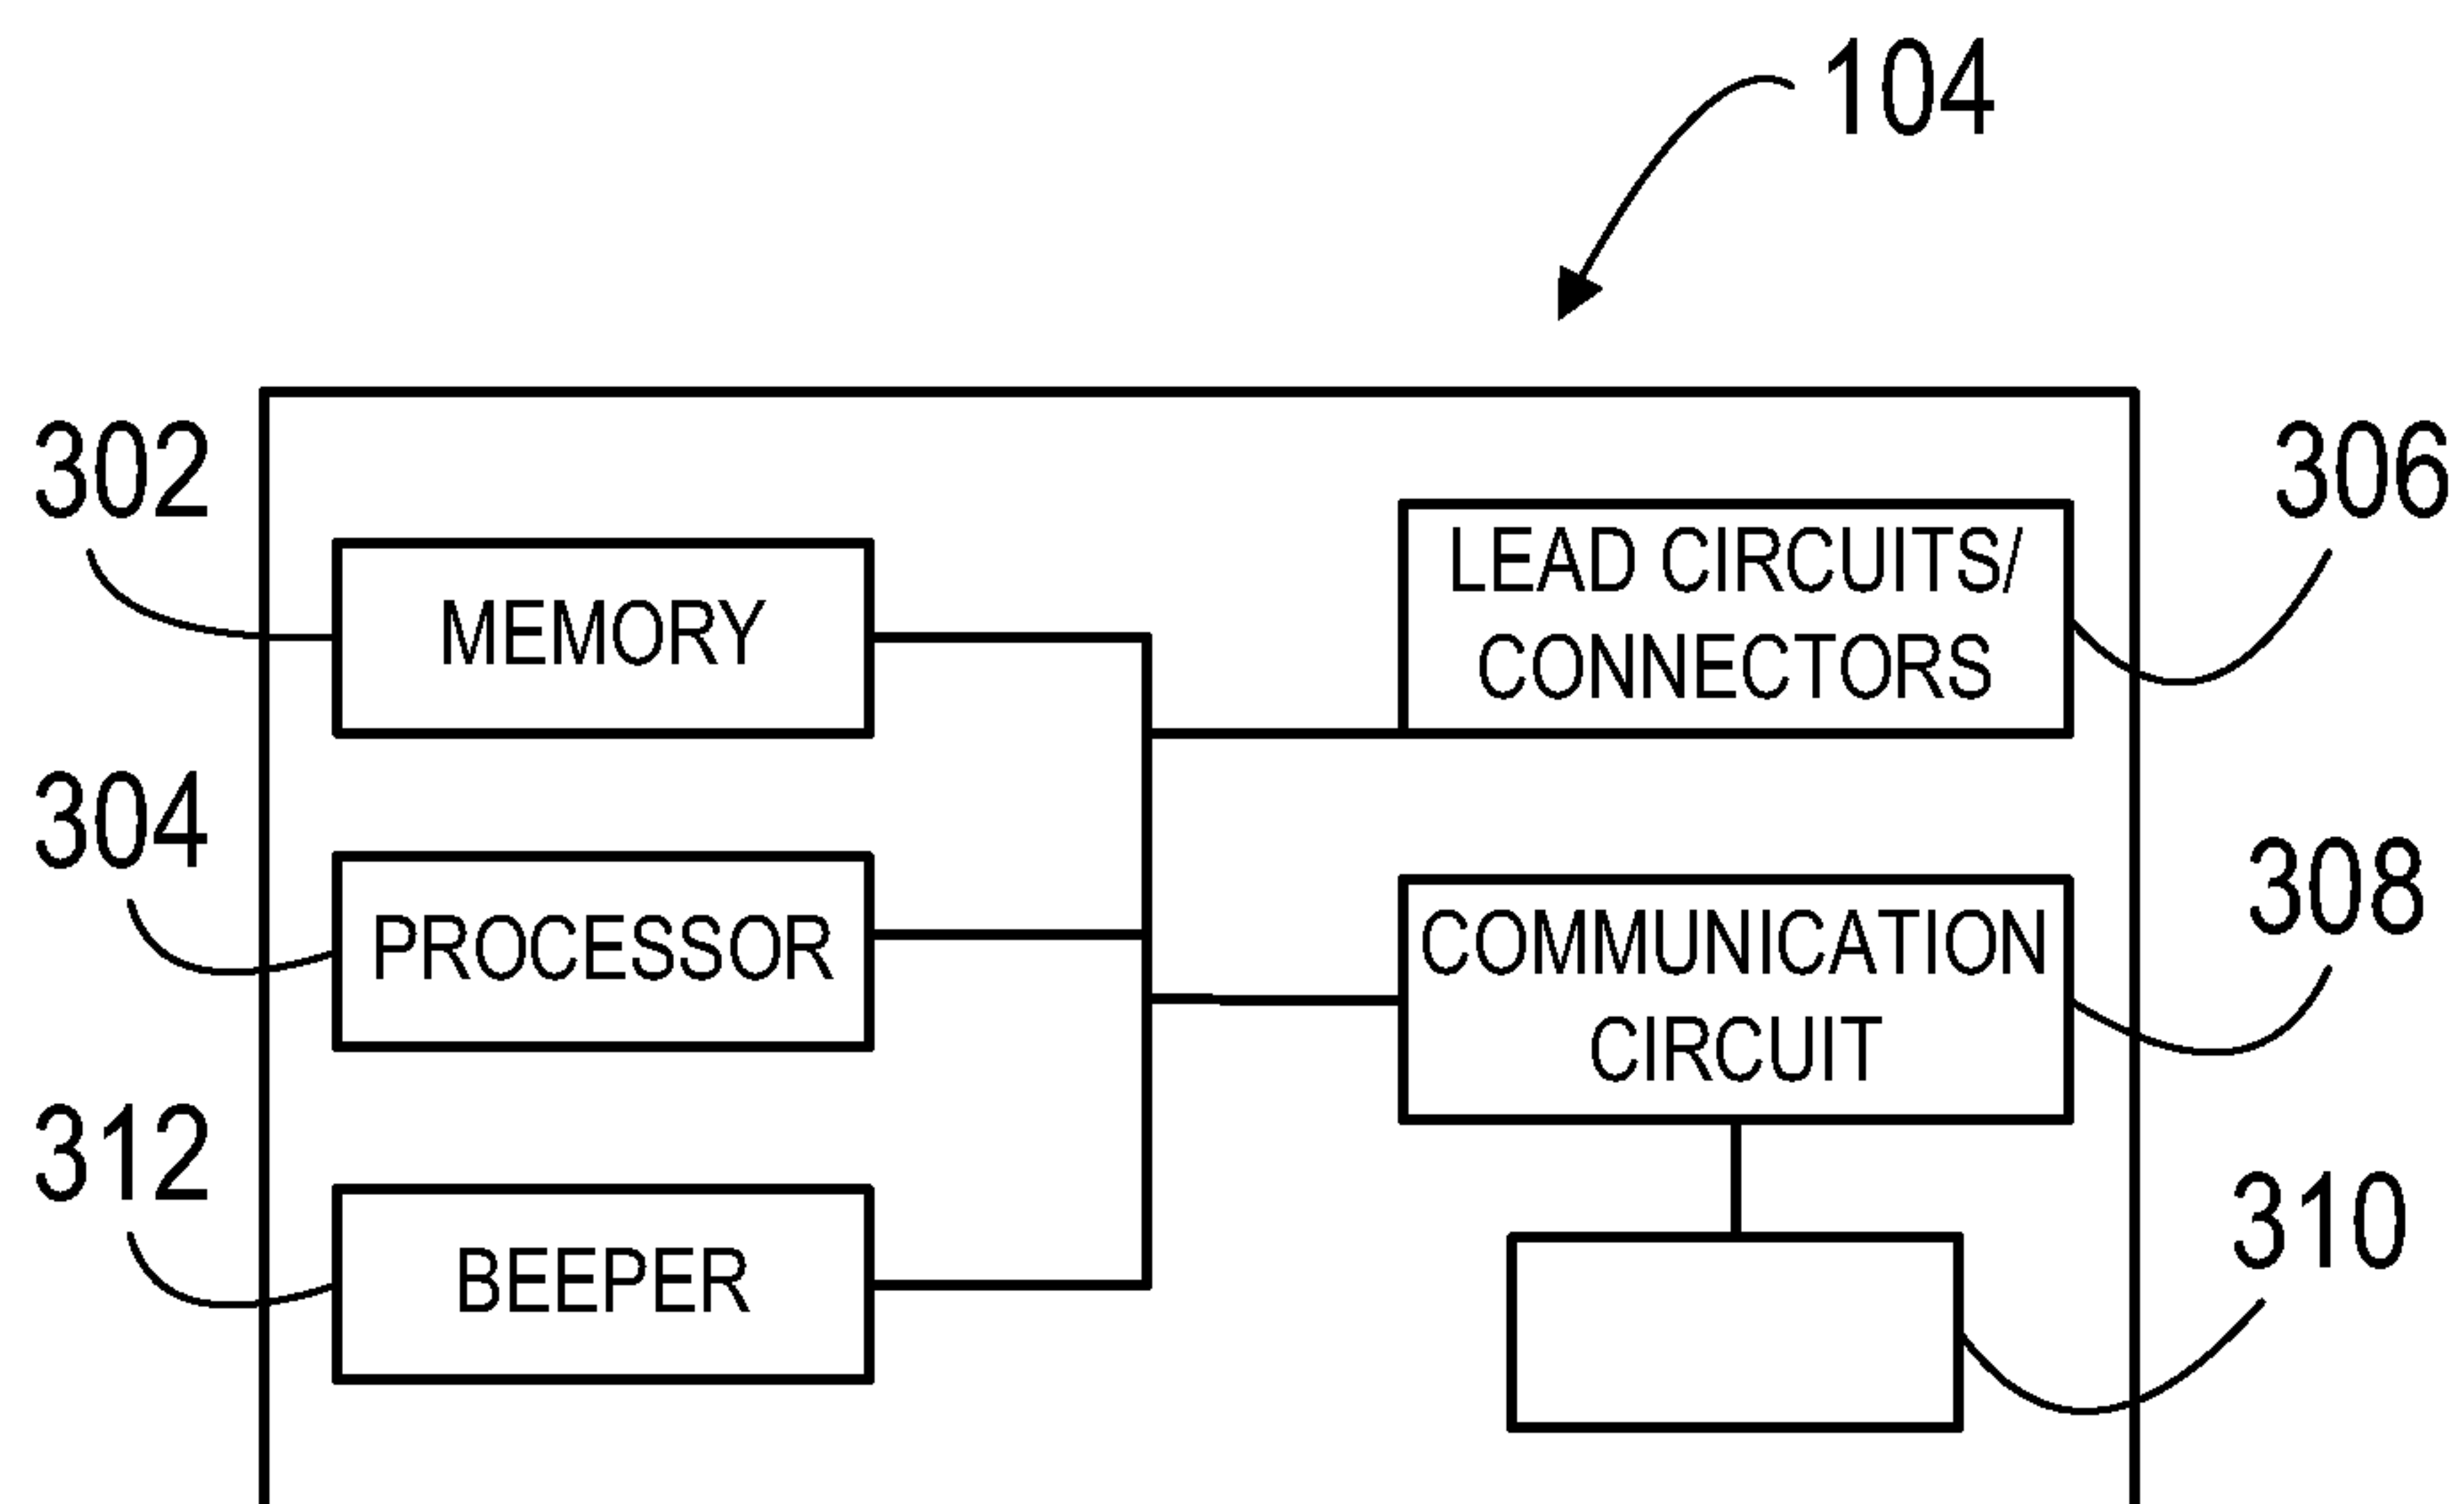 104
302
306
MEMORY
LEAD CIRCUITS/
CONNECTORS
304
308
PROCESSOR
COMMUNICATION
CIRCUIT
312
310
BEEPER